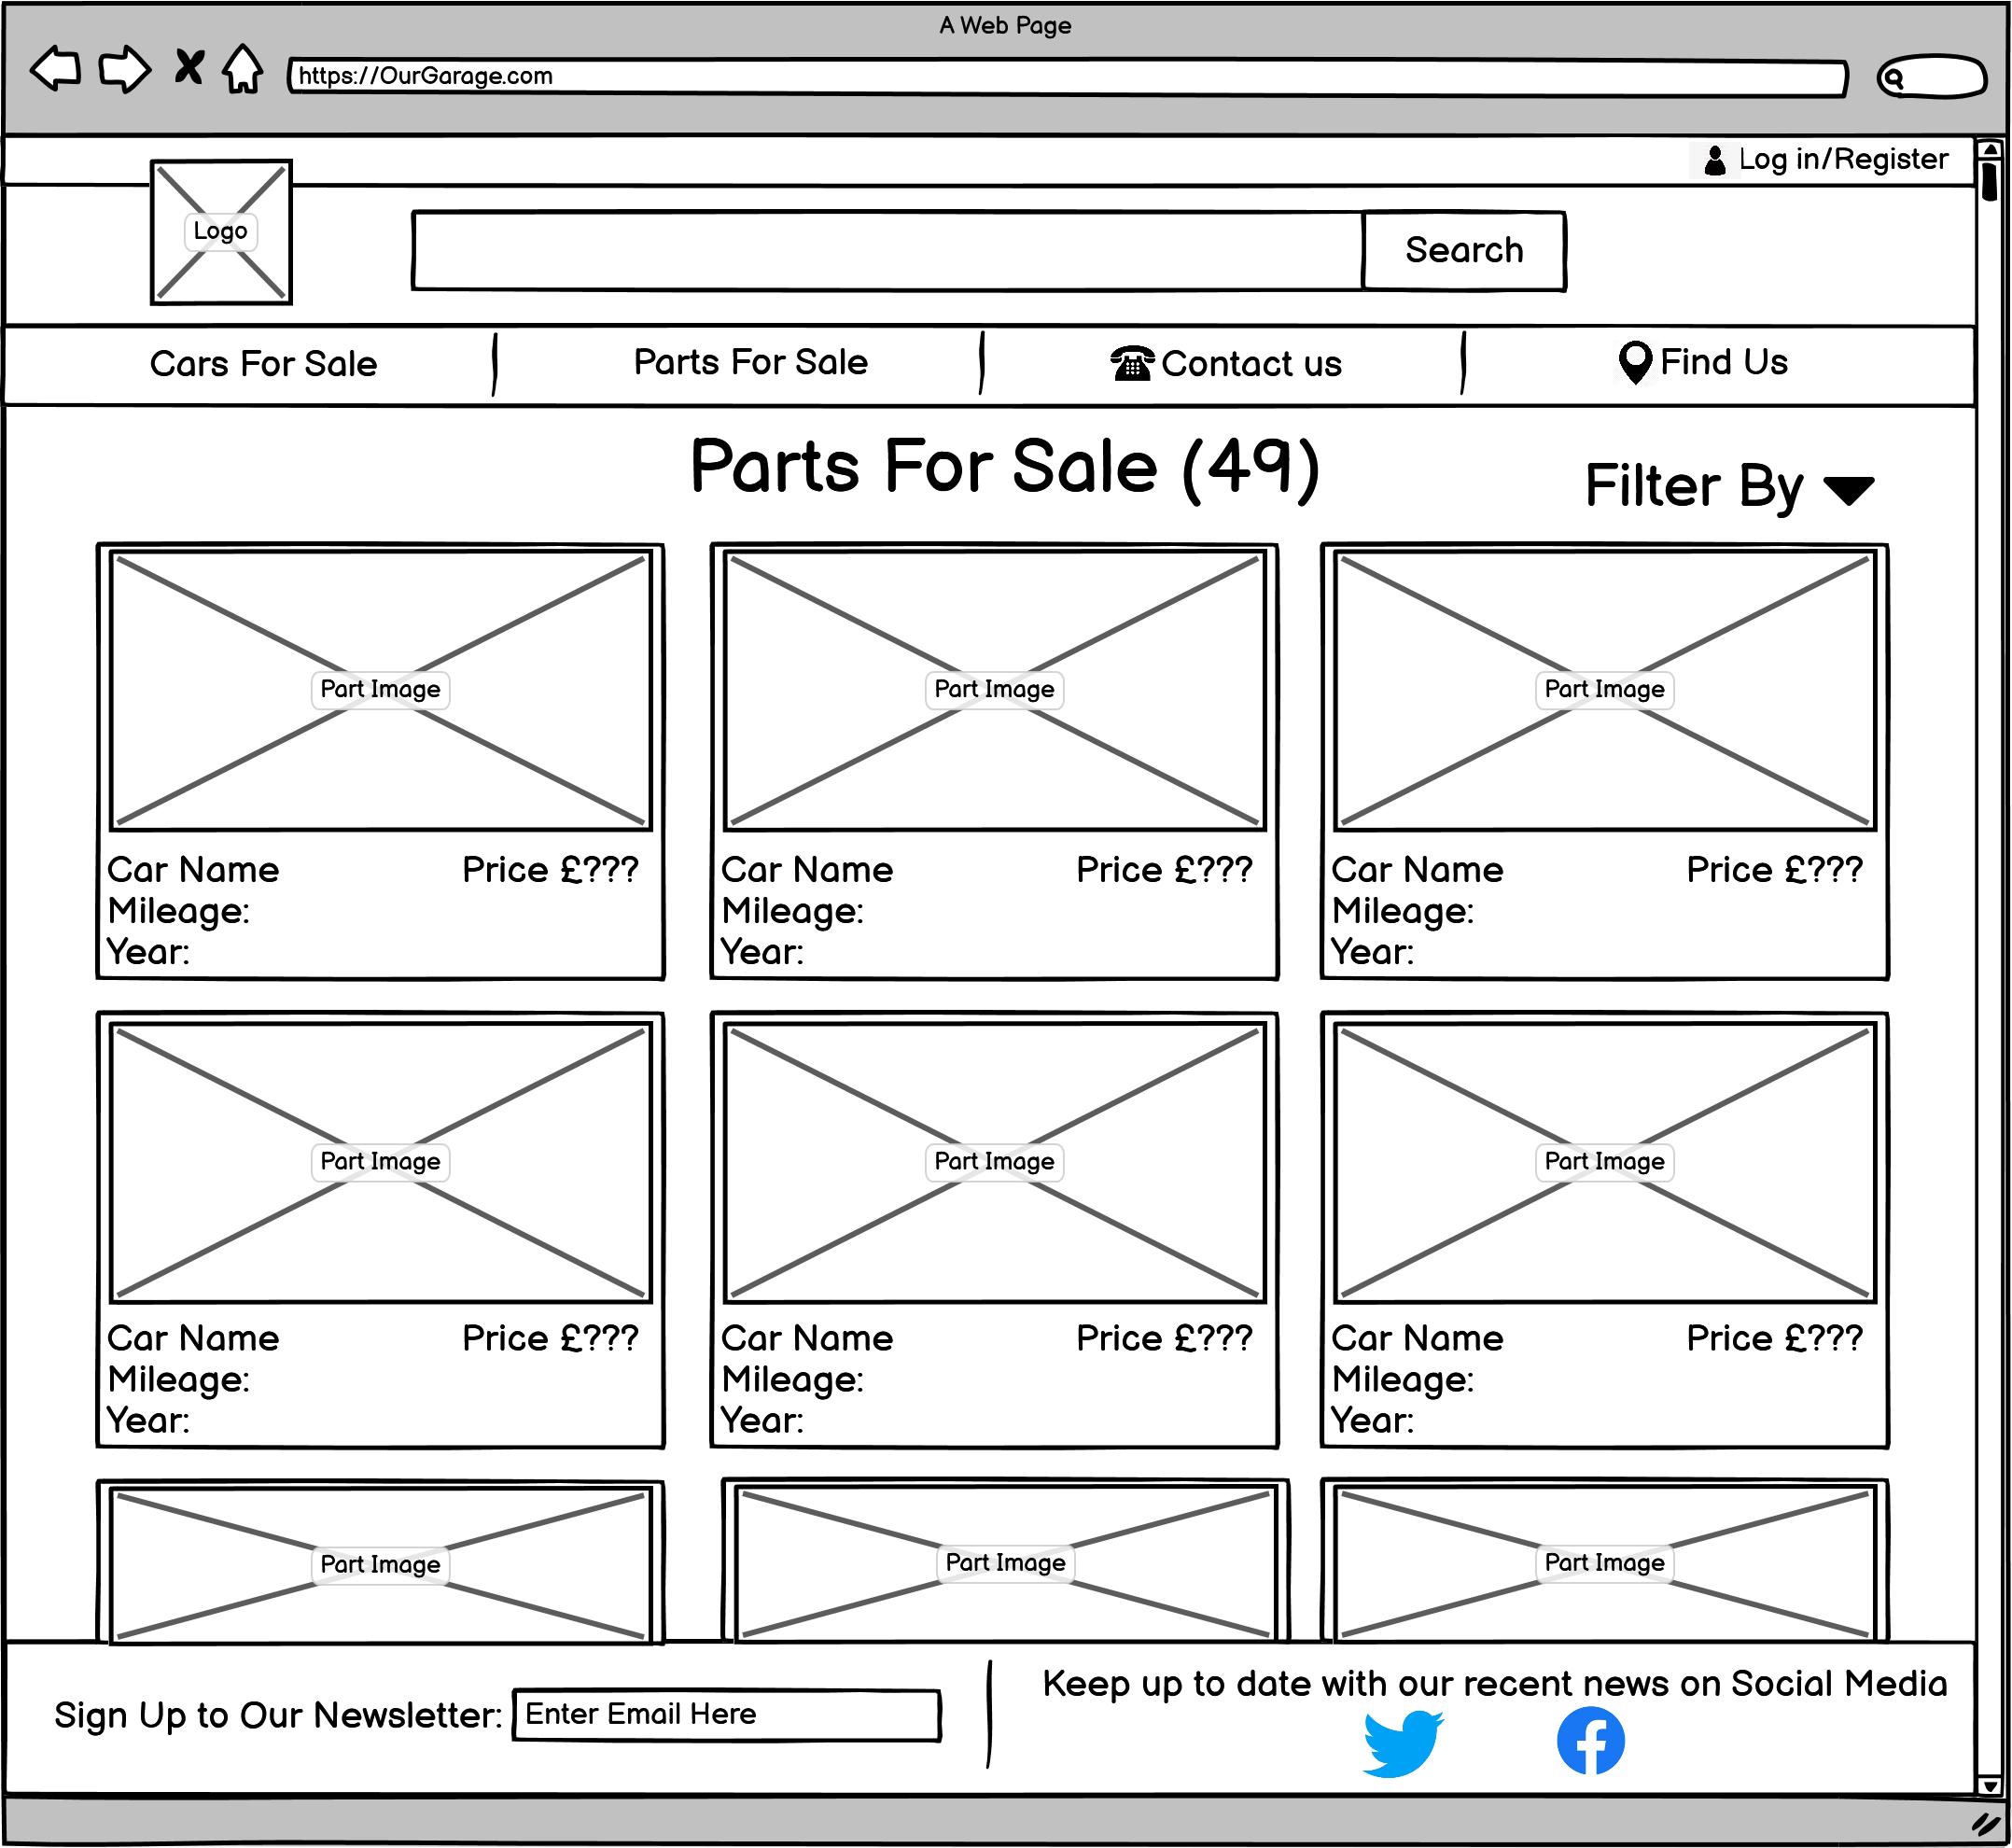 A Web Page
https://OurGarage.com
Log in/Register
Logo
Search
Cars For Sale
Parts For Sale
Contact us
Find Us
Parts For Sale (49)
Filter By
Part Image
Part Image
Part Image
Car Name Price £???
Mileage:
Year:
Car Name Price £???
Mileage:
Year:
Car Name Price £???
Mileage:
Year:
Part Image
Part Image
Part Image
Car Name Price £???
Mileage:
Year:
Car Name Price £???
Mileage:
Year:
Car Name Price £???
Mileage:
Year:
Part Image
Part Image
Part Image
Sign Up to Our Newsletter: Enter Email Here
Keep up to date with our recent news on Social Media